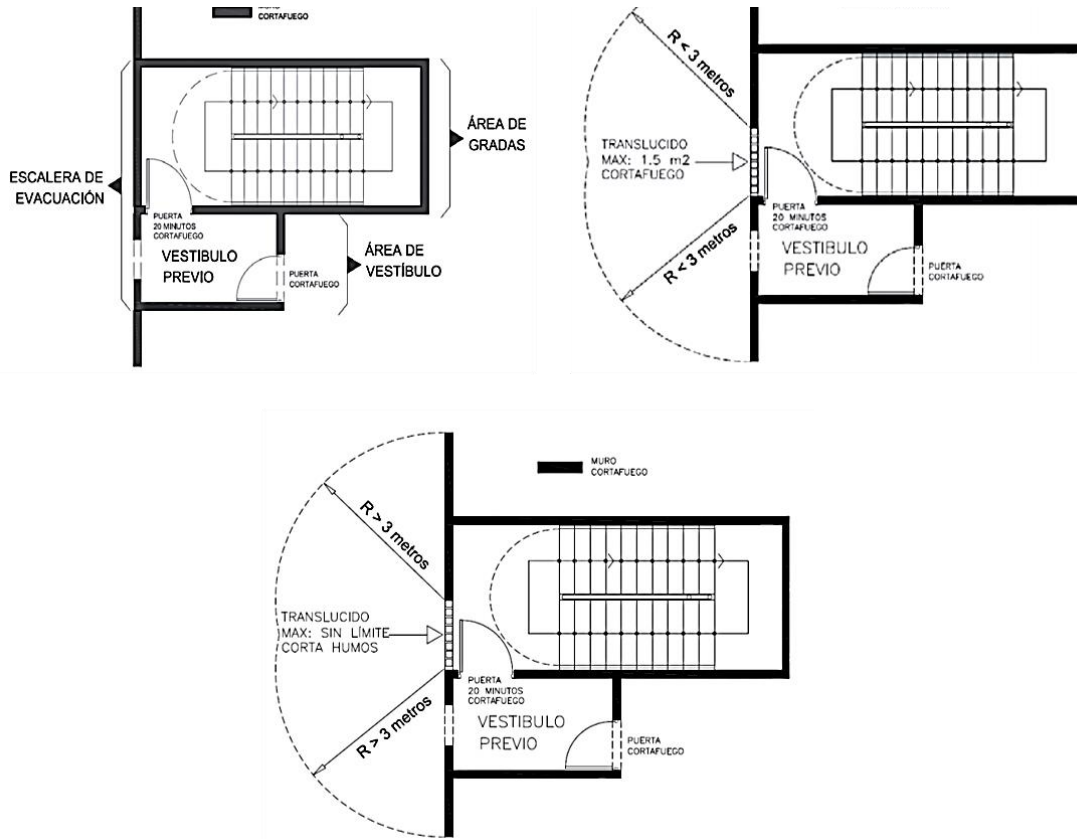 CORTAFUEGO
ESCALERA DE
EVACUACIÓN
ÁREA DE
GRADAS
PUERTA
20 MINUTOS
CORTAFUEGO
VESTIBULO
PREVIO
PUERTA
CORTAFUEGO
ÁREA DE
VESTÍBULO
R < 3 metros
TRANSLUCIDO
MAX: 1.5 m2
CORTAFUEGO
R < 3 metros
PUERTA
20 MINUTOS
CORTAFUEGO
VESTIBULO
PREVIO
PUERTA
CORTAFUEGO
MURO
CORTAFUEGO
R > 3 metros
TRANSLUCIDO
MAX: SIN LÍMITE
CORTA HUMOS
R > 3 metros
PUERTA
20 MINUTOS
CORTAFUEGO
VESTIBULO
PREVIO
PUERTA
CORTAFUEGO